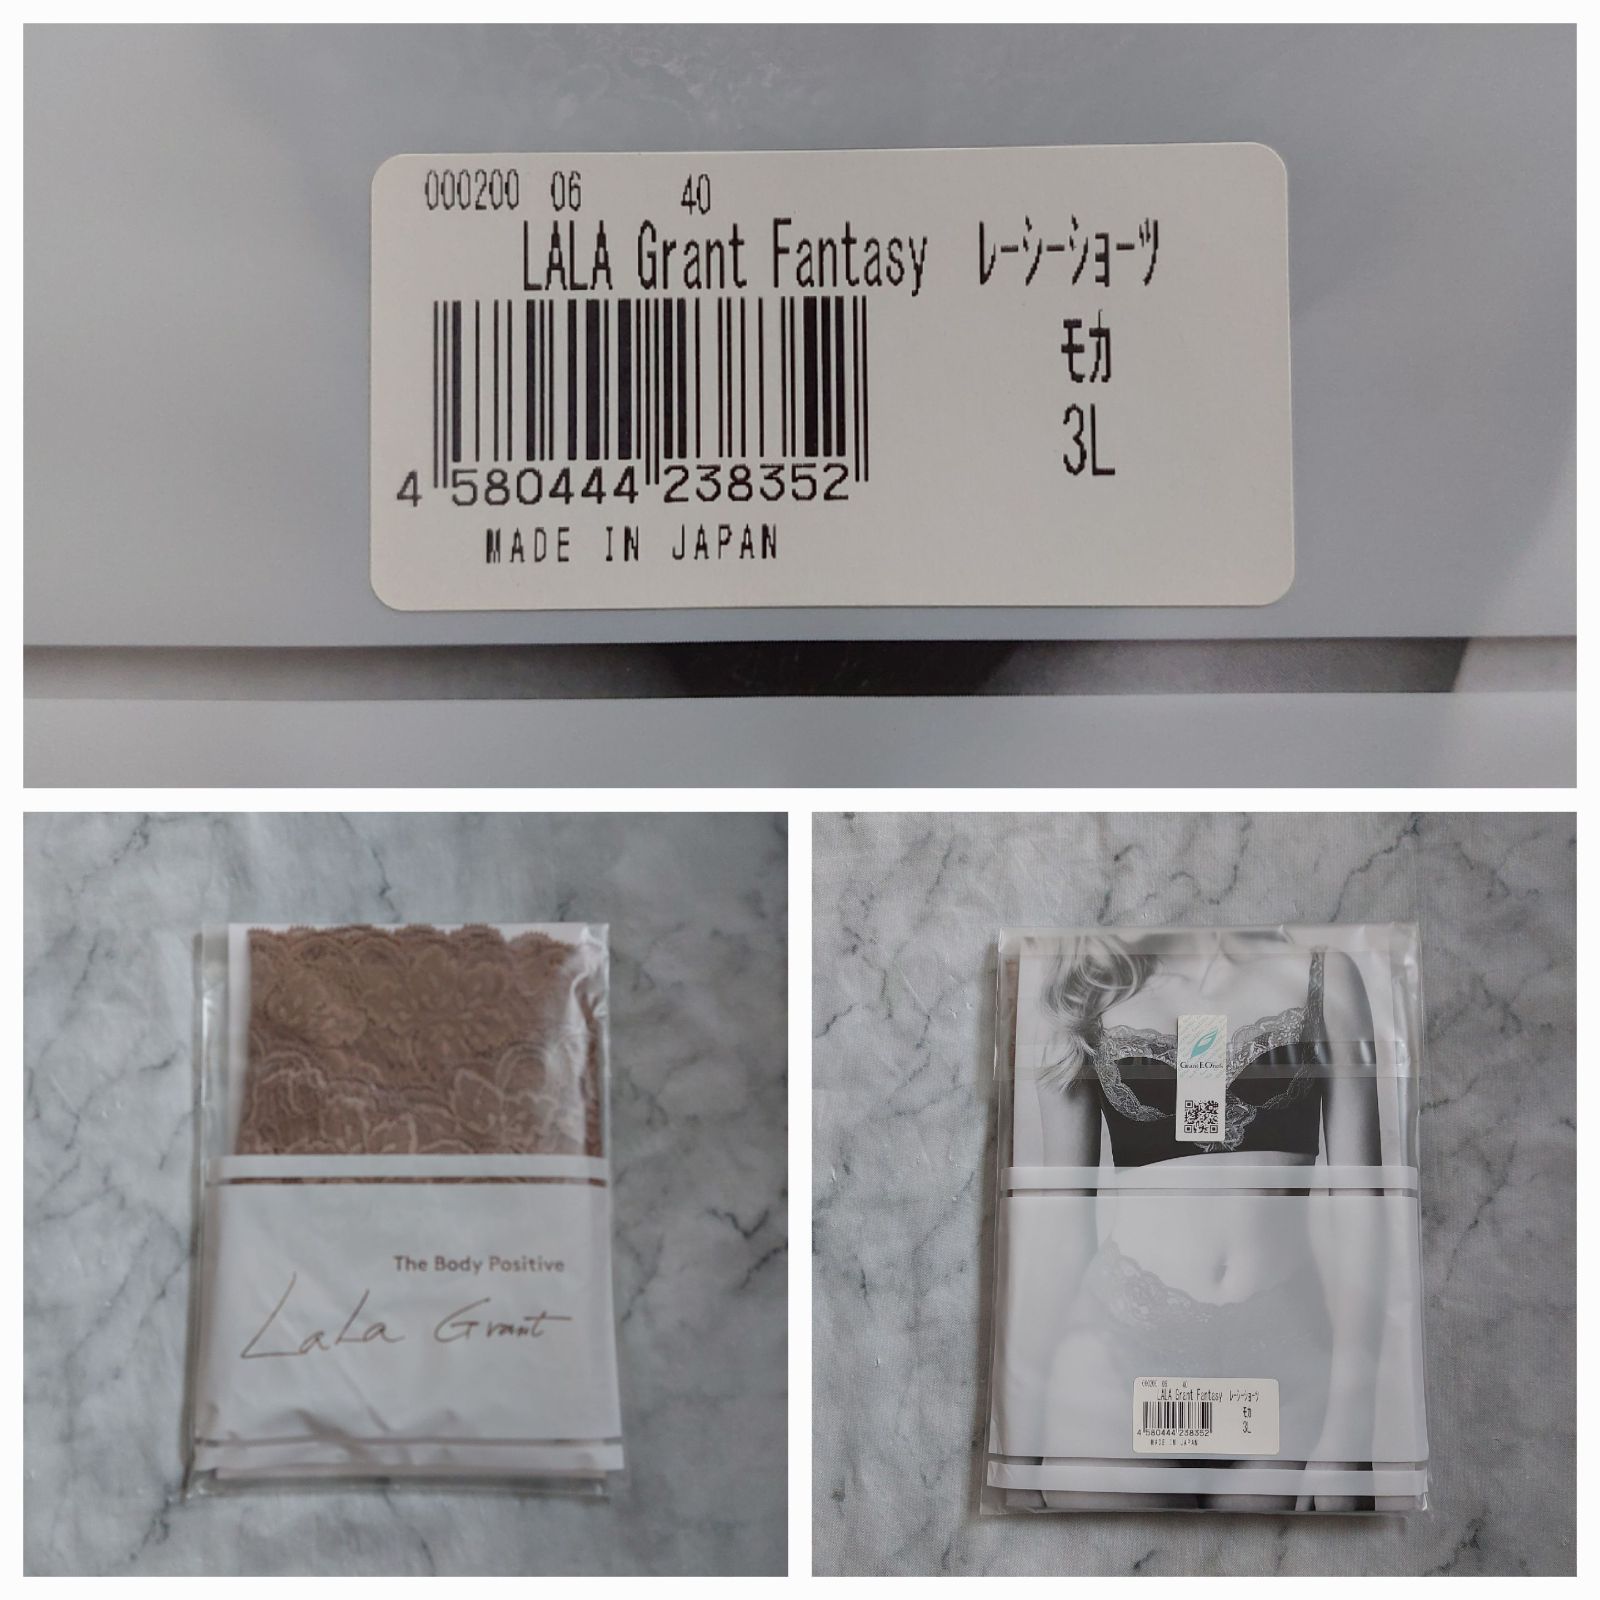 000200 06 40
LALA Grant Fantasy ﾚｰｼｰｼｮｰﾂ
ﾓｶ
3L
4 580444 238352
MADE IN JAPAN
The Body Positive
LaLa Grant
Grant E One's
000200 06 40
LALA Grant Fantasy ﾚｰｼｰｼｮｰﾂ
ﾓｶ
3L
4 580444 238352
MADE IN JAPAN